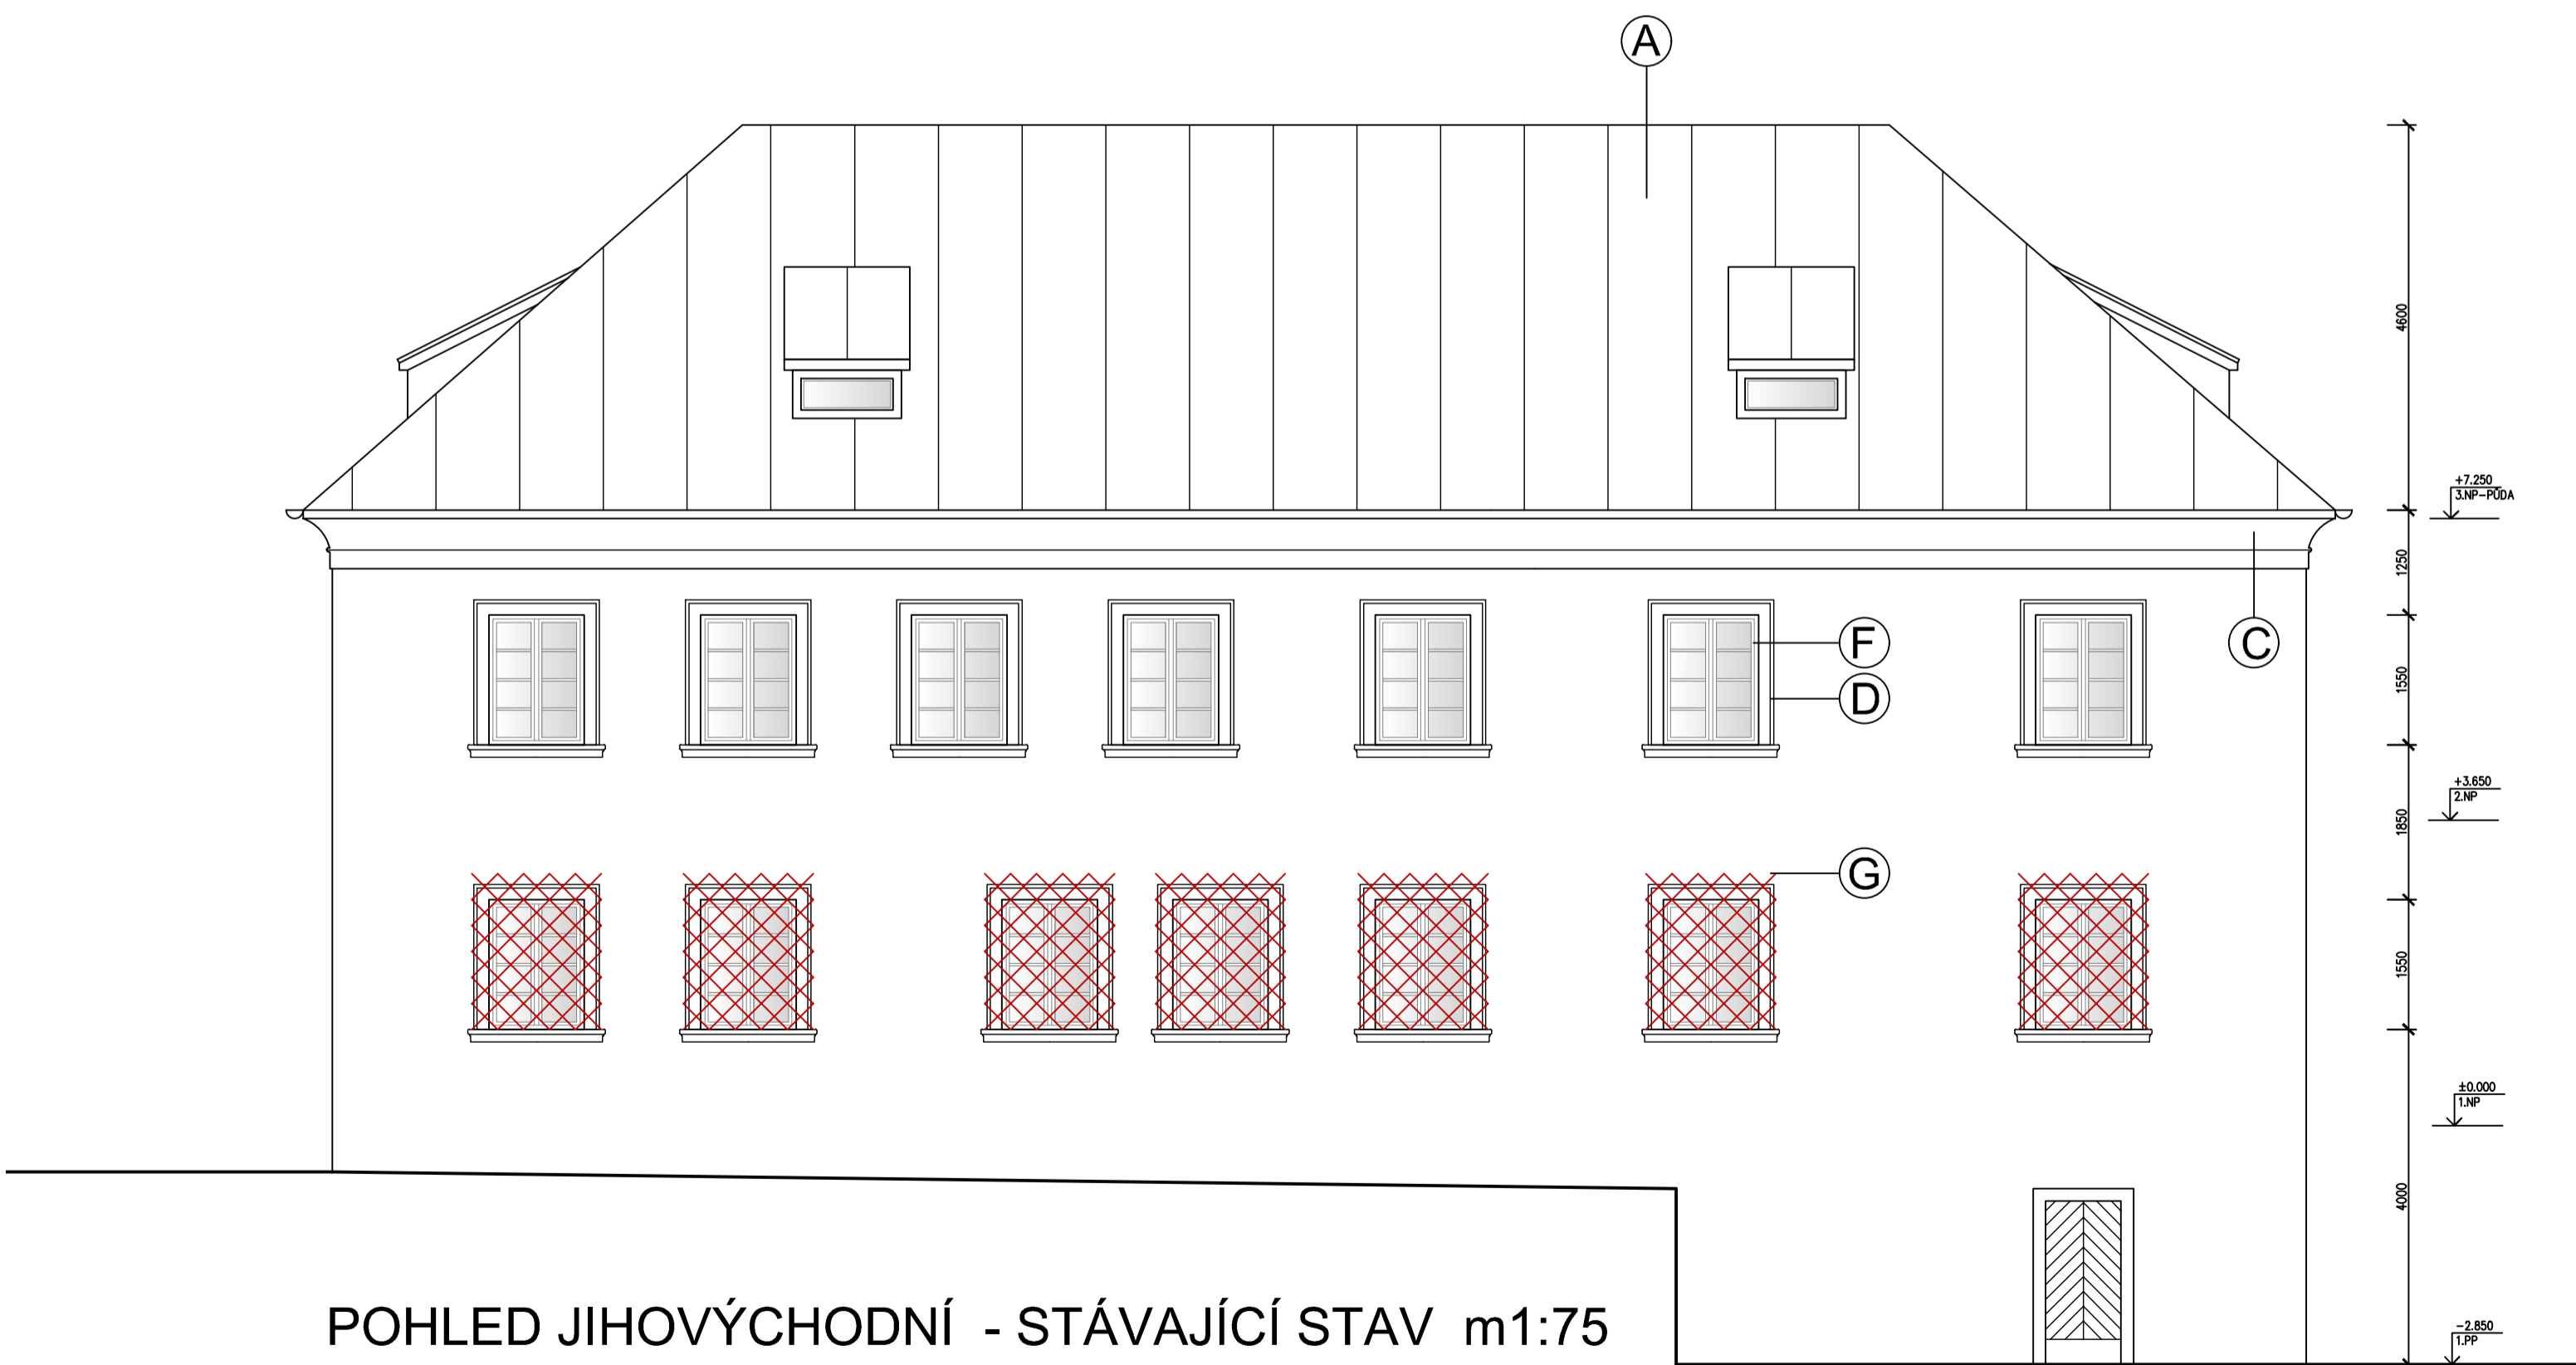 A
4600
+7.250
3.NP-PŮDA
1250
F
C
1550
D
+3.650
2.NP
1850
G
1550
±0.000
1.NP
4000
POHLED JIHOVÝCHODNÍ - STÁVAJÍCÍ STAV m1:75
-2.850
1.PP